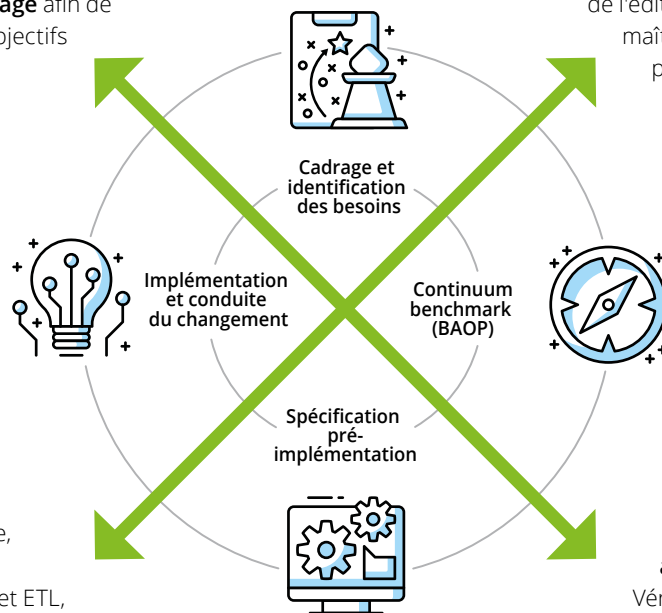 age afin de
bjectifs
de l'édit
maît
p
Cadrage et
identification
des besoins
Implémentation
et conduite
du changement
Continuum
benchmark
(BAOP)
Spécification
pré-
implémentation
e,
et ETL,
a
Vér